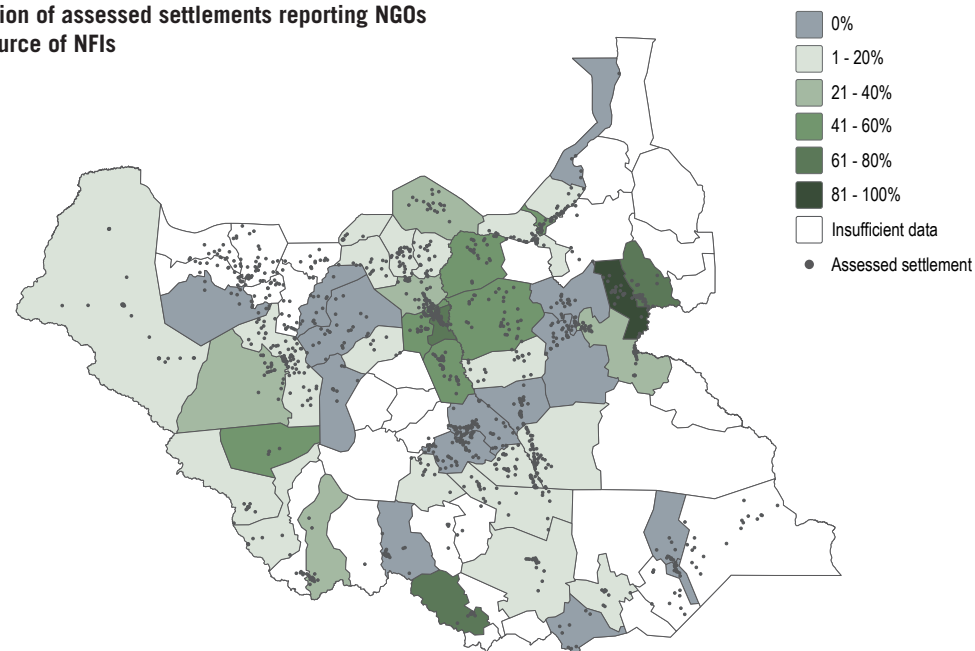 ion of assessed settlements reporting NGOs
urce of NFIs
0%
1 - 20%
21 - 40%
41 - 60%
61 - 80%
81 - 100%
Insufficient data
Assessed settlement